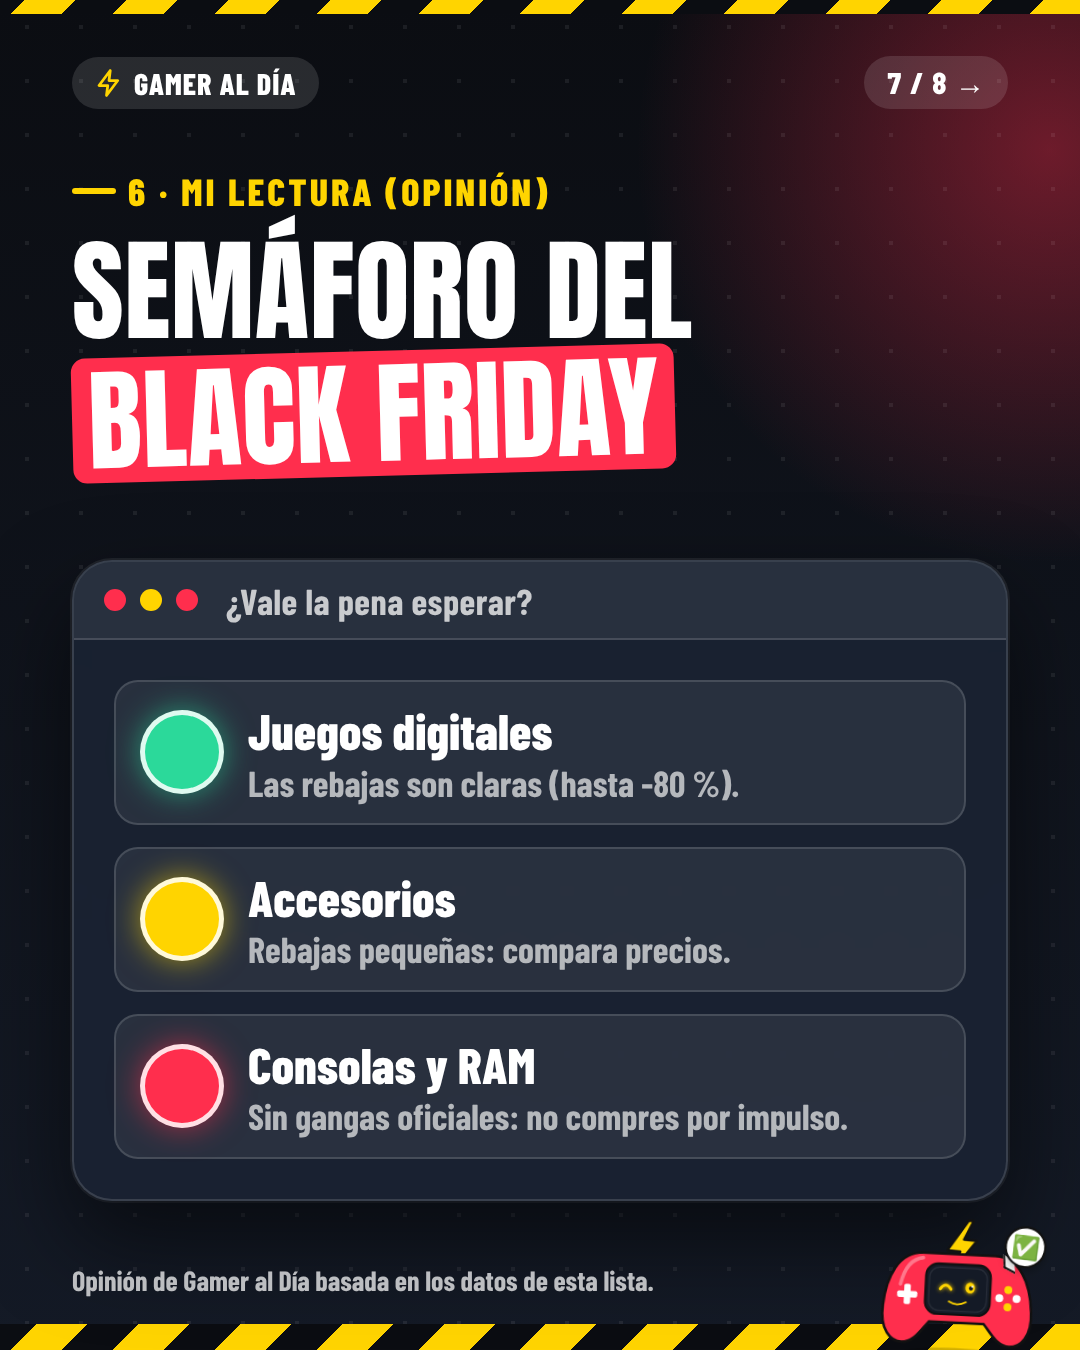 GAMER AL DÍA
7 / 8 →
6 · MI LECTURA (OPINIÓN)
SEMÁFORO DEL
BLACK FRIDAY
¿Vale la pena esperar?
Juegos digitales
Las rebajas son claras (hasta -80 %).
Accesorios
Rebajas pequeñas: compara precios.
Consolas y RAM
Sin gangas oficiales: no compres por impulso.
Opinión de Gamer al Día basada en los datos de esta lista.